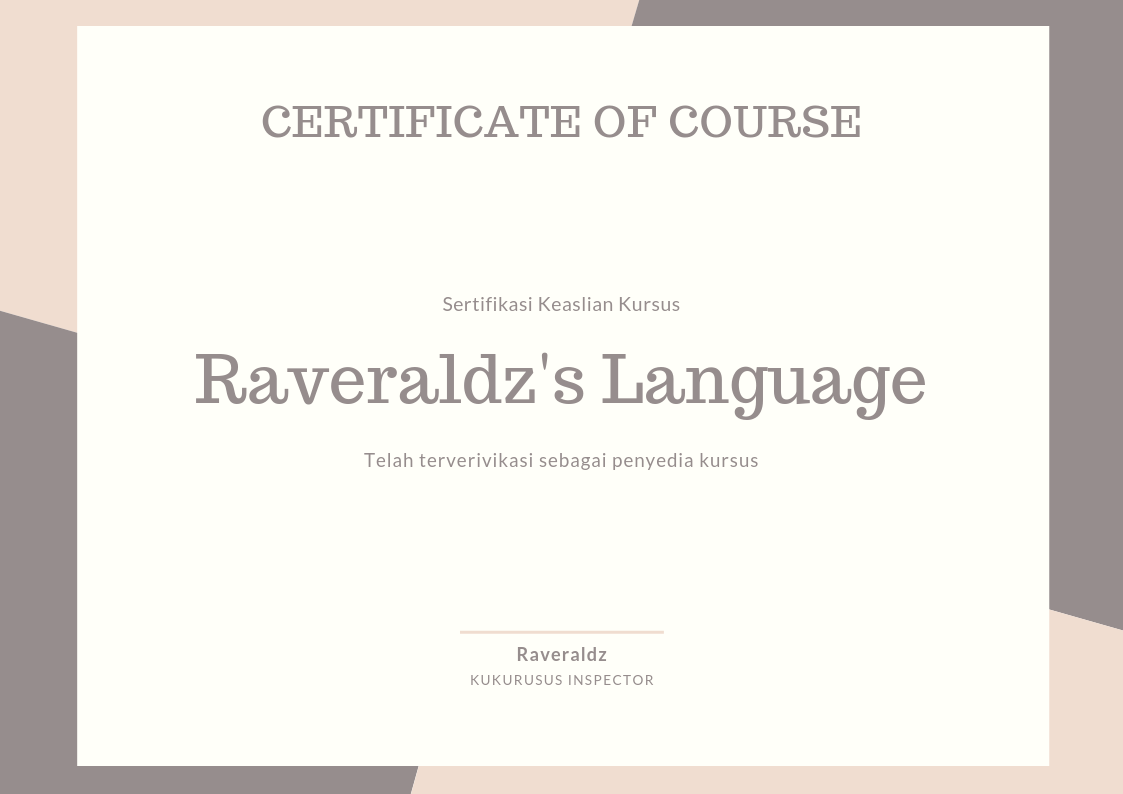 CERTIFICATE OF COURSE
Sertifikasi Keaslian Kursus
Raveraldz's Language
Telah terverivikasi sebagai penyedia kursus
Raveraldz
KUKURUSUS INSPECTOR